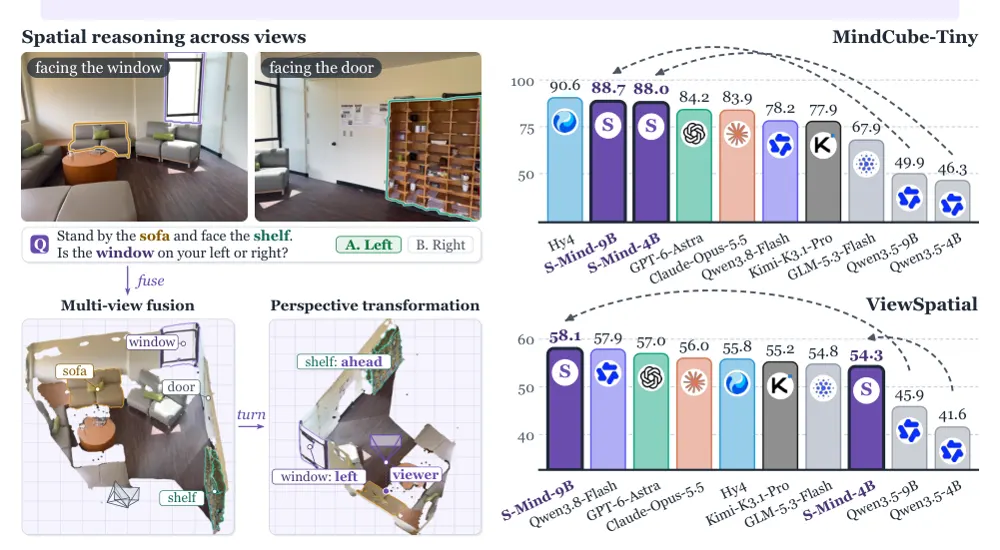 Spatial reasoning across views
facing the window
facing the door
Q
Stand by the sofa and face the shelf.
Is the window on your left or right?
A. Left
B. Right
fuse
Multi-view fusion
window
sofa
door
shelf
turn
Perspective transformation
shelf: ahead
window: left
viewer
MindCube-Tiny
100
75
50
90.6
88.7
88.0
84.2
83.9
78.2
77.9
67.9
49.9
46.3
S
S
K
Hy4
S-Mind-9B
S-Mind-4B
GPT-6-Astra
Claude-Opus-5.5
Qwen3.8-Flash
Kimi-K3.1-Pro
GLM-5.3-Flash
Qwen3.5-9B
Qwen3.5-4B
ViewSpatial
60
50
40
58.1
57.9
57.0
56.0
55.8
55.2
54.8
54.3
45.9
41.6
S
K
S
S-Mind-9B
Qwen3.8-Flash
GPT-6-Astra
Claude-Opus-5.5
Hy4
Kimi-K3.1-Pro
GLM-5.3-Flash
S-Mind-4B
Qwen3.5-9B
Qwen3.5-4B